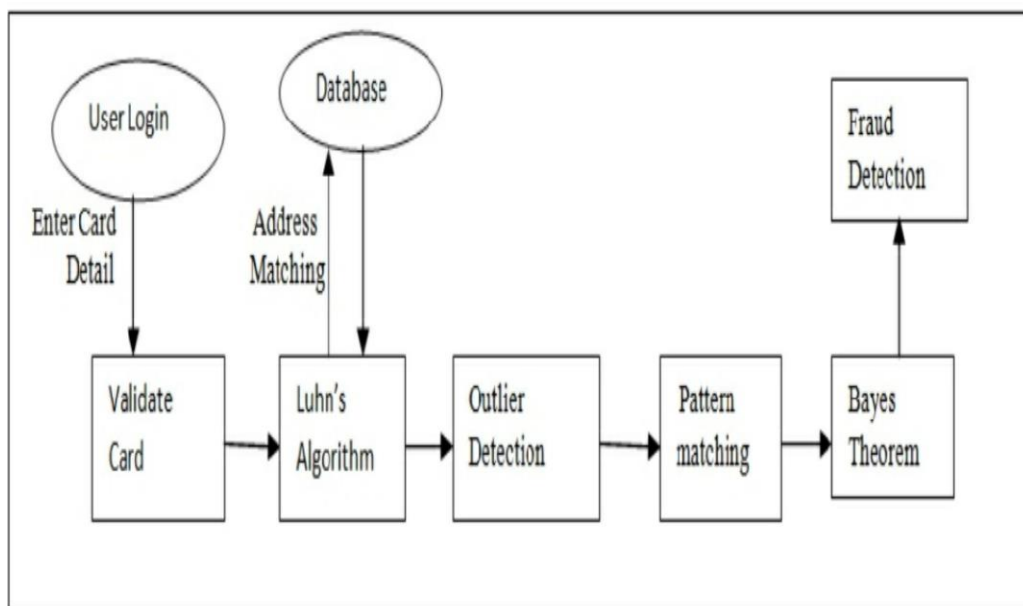 User Login
Database
Fraud
Detection
Enter Card
Detail
Address
Matching
Validate
Card
Luhn's
Algorithm
Outlier
Detection
Pattern
matching
Bayes
Theorem